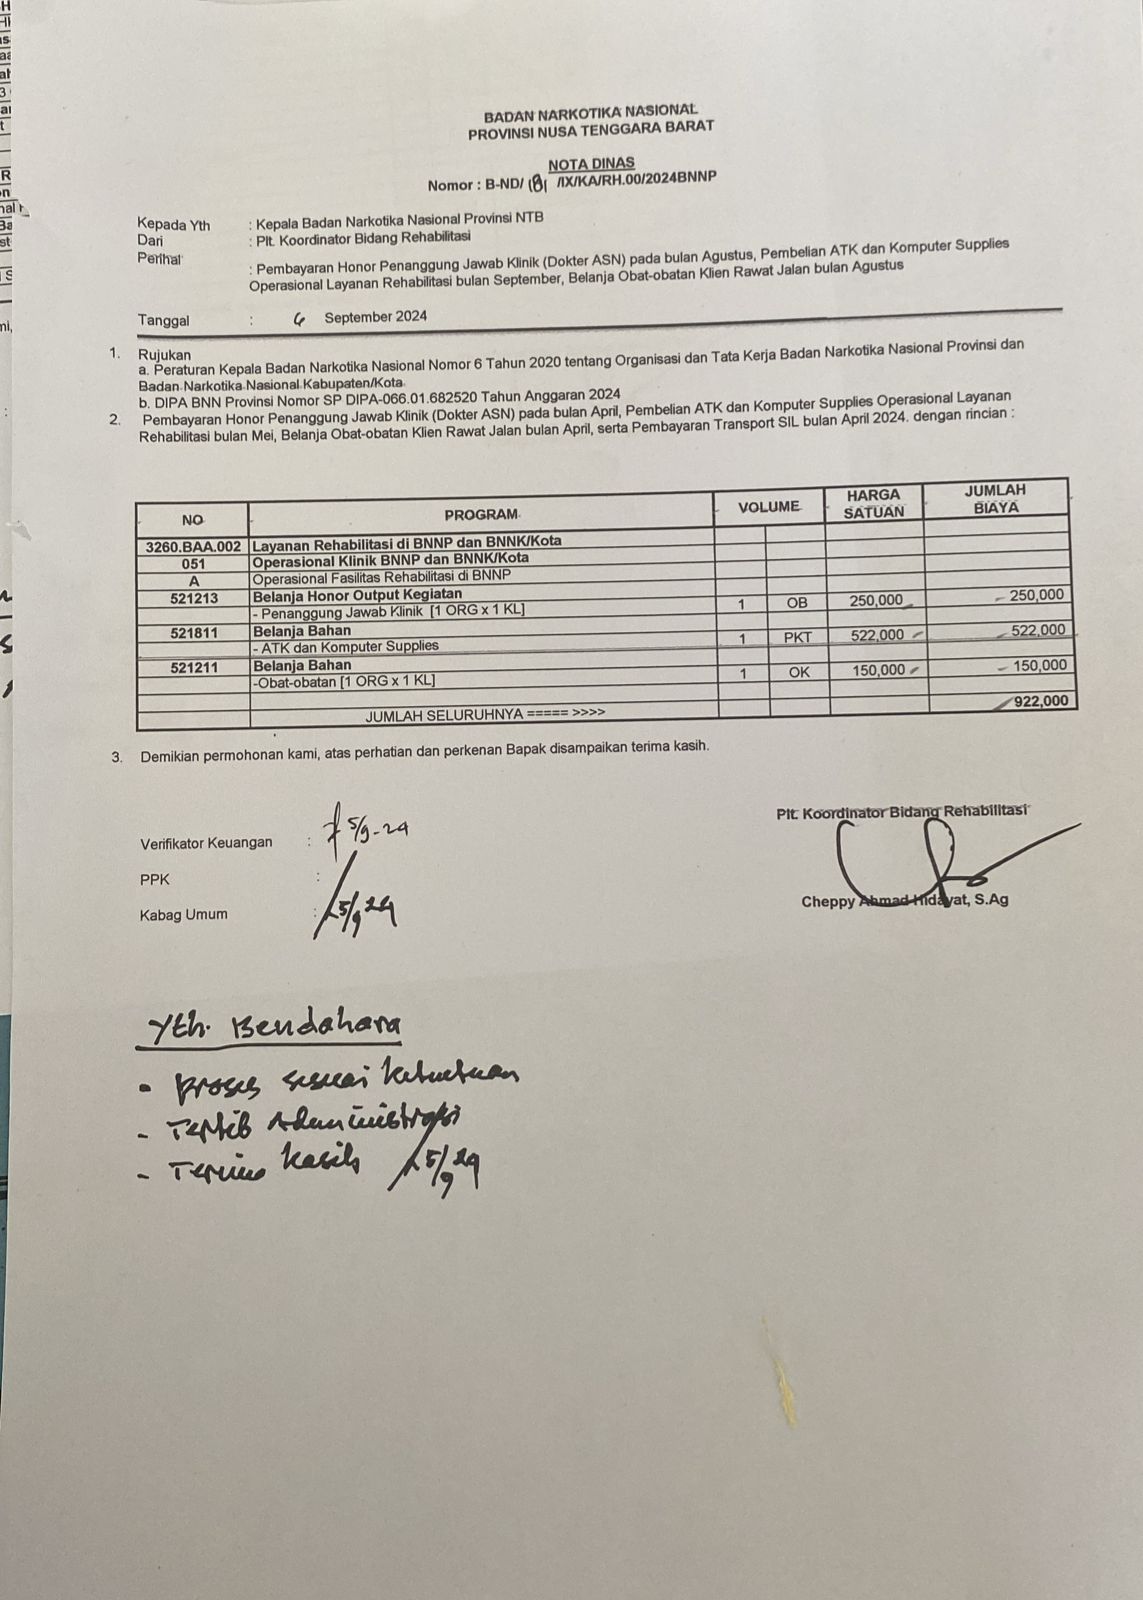 BADAN NARKOTIKA NASIONAL
PROVINSI NUSA TENGGARA BARAT
NOTA DINAS
Nomor : B-ND/ 181 /IX/KA/RH.00/2024BNNP
Kepada Yth : Kepala Badan Narkotika Nasional Provinsi NTB
Dari : Plt. Koordinator Bidang Rehabilitasi
Perihal : Pembayaran Honor Penanggung Jawab Klinik (Dokter ASN) pada bulan Agustus, Pembelian ATK dan Komputer Supplies
Operasional Layanan Rehabilitasi bulan September, Belanja Obat-obatan Klien Rawat Jalan bulan Agustus
Tanggal : September 2024
1. Rujukan
a. Peraturan Kepala Badan Narkotika Nasional Nomor 6 Tahun 2020 tentang Organisasi dan Tata Kerja Badan Narkotika Nasional Provinsi dan
Badan Narkotika Nasional Kabupaten/Kota
b. DIPA BNN Provinsi Nomor SP DIPA-066.01.682520 Tahun Anggaran 2024
2. Pembayaran Honor Penanggung Jawab Klinik (Dokter ASN) pada bulan April, Pembelian ATK dan Komputer Supplies Operasional Layanan
Rehabilitasi bulan Mei, Belanja Obat-obatan Klien Rawat Jalan bulan April, serta Pembayaran Transport SIL bulan April 2024. dengan rincian :
NO PROGRAM VOLUME HARGA SATUAN JUMLAH BIAYA
3260.BAA.002 Layanan Rehabilitasi di BNNP dan BNNK/Kota
051 Operasional Klinik BNNP dan BNNK/Kota
A Operasional Fasilitas Rehabilitasi di BNNP
521213 Belanja Honor Output Kegiatan
- Penanggung Jawab Klinik [1 ORG x 1 KL] 1 OB 250,000 250,000
521811 Belanja Bahan
- ATK dan Komputer Supplies 1 PKT 522,000 522,000
521211 Belanja Bahan
-Obat-obatan [1 ORG x 1 KL] 1 OK 150,000 150,000
JUMLAH SELURUHNYA ===== >>>> 922,000
3. Demikian permohonan kami, atas perhatian dan perkenan Bapak disampaikan terima kasih.
Plt. Koordinator Bidang Rehabilitasi
Verifikator Keuangan : 5/9-24
PPK :
Kabag Umum : 5/9 24
Cheppy Ahmad Hidayat, S.Ag
Yth. Bendahara
- Proses sesuai ketentuan
- Tertib Administrasi
- Terima kasih 5/9 24